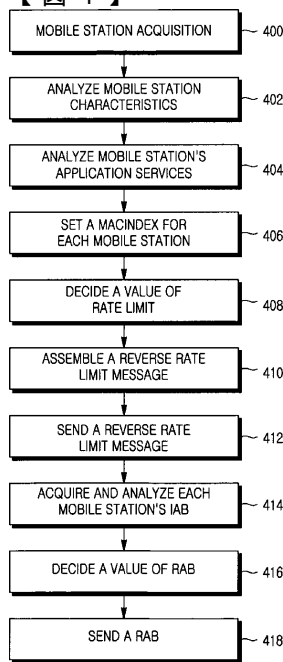 【図4】
MOBILE STATION ACQUISITION
400
ANALYZE MOBILE STATION
CHARACTERISTICS
402
ANALYZE MOBILE STATION'S
APPLICATION SERVICES
404
SET A MACINDEX FOR
EACH MOBILE STATION
406
DECIDE A VALUE OF
RATE LIMIT
408
ASSEMBLE A REVERSE RATE
LIMIT MESSAGE
410
SEND A REVERSE RATE
LIMIT MESSAGE
412
ACQUIRE AND ANALYZE EACH
MOBILE STATION'S IAB
414
DECIDE A VALUE OF RAB
416
SEND A RAB
418